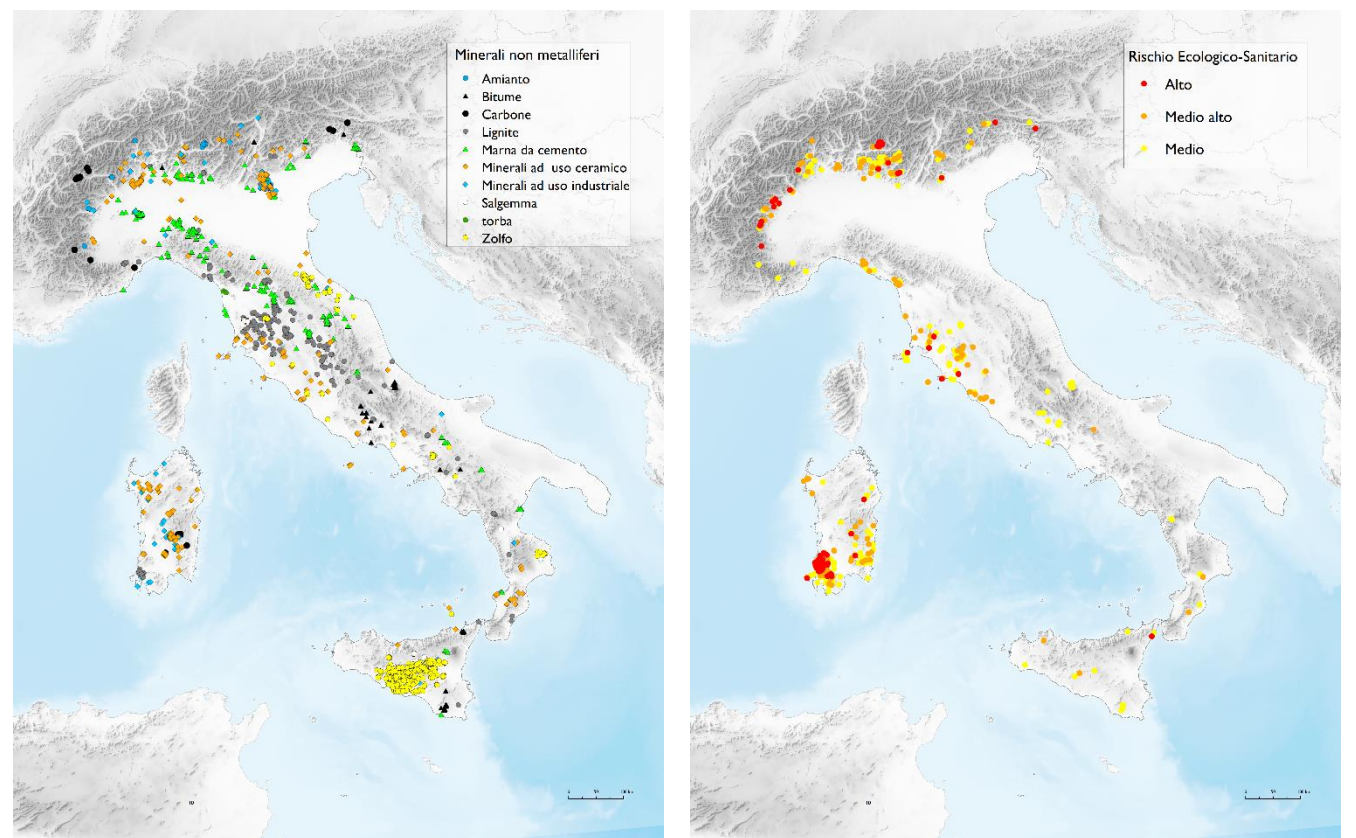 Minerali non metalliferi
Amianto
Bitume
Carbone
Lignite
Marna da cemento
Minerali ad uso ceramico
Minerali ad uso industriale
Salgemma
torba
Zolfo
Rischio Ecologico-Sanitario
Alto
Medio alto
Medio